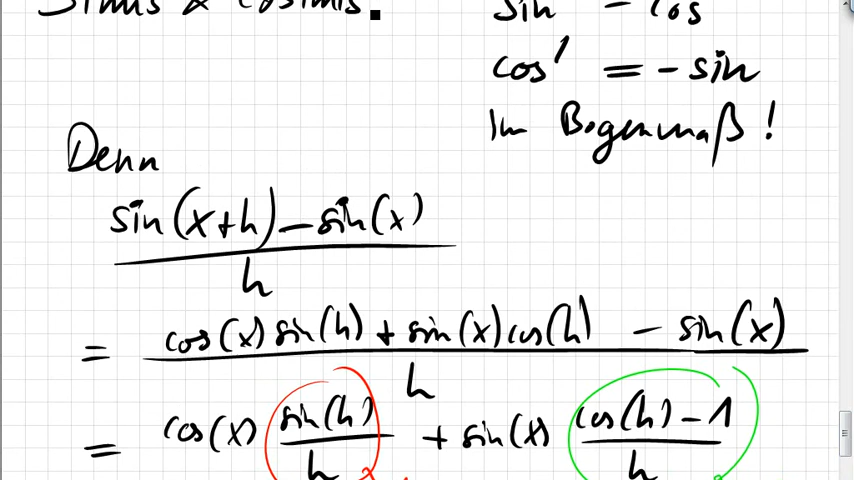 Sinus & Cosinus.
sin' = cos
cos' = - sin
Im Bogenmaß!
Denn
sin(x+h) - sin(x)
h
= cos(x) sin(h) + sin(x) cos(h) - sin(x)
h
= cos(x) sin(h) + sin(x) cos(h) - 1
h h